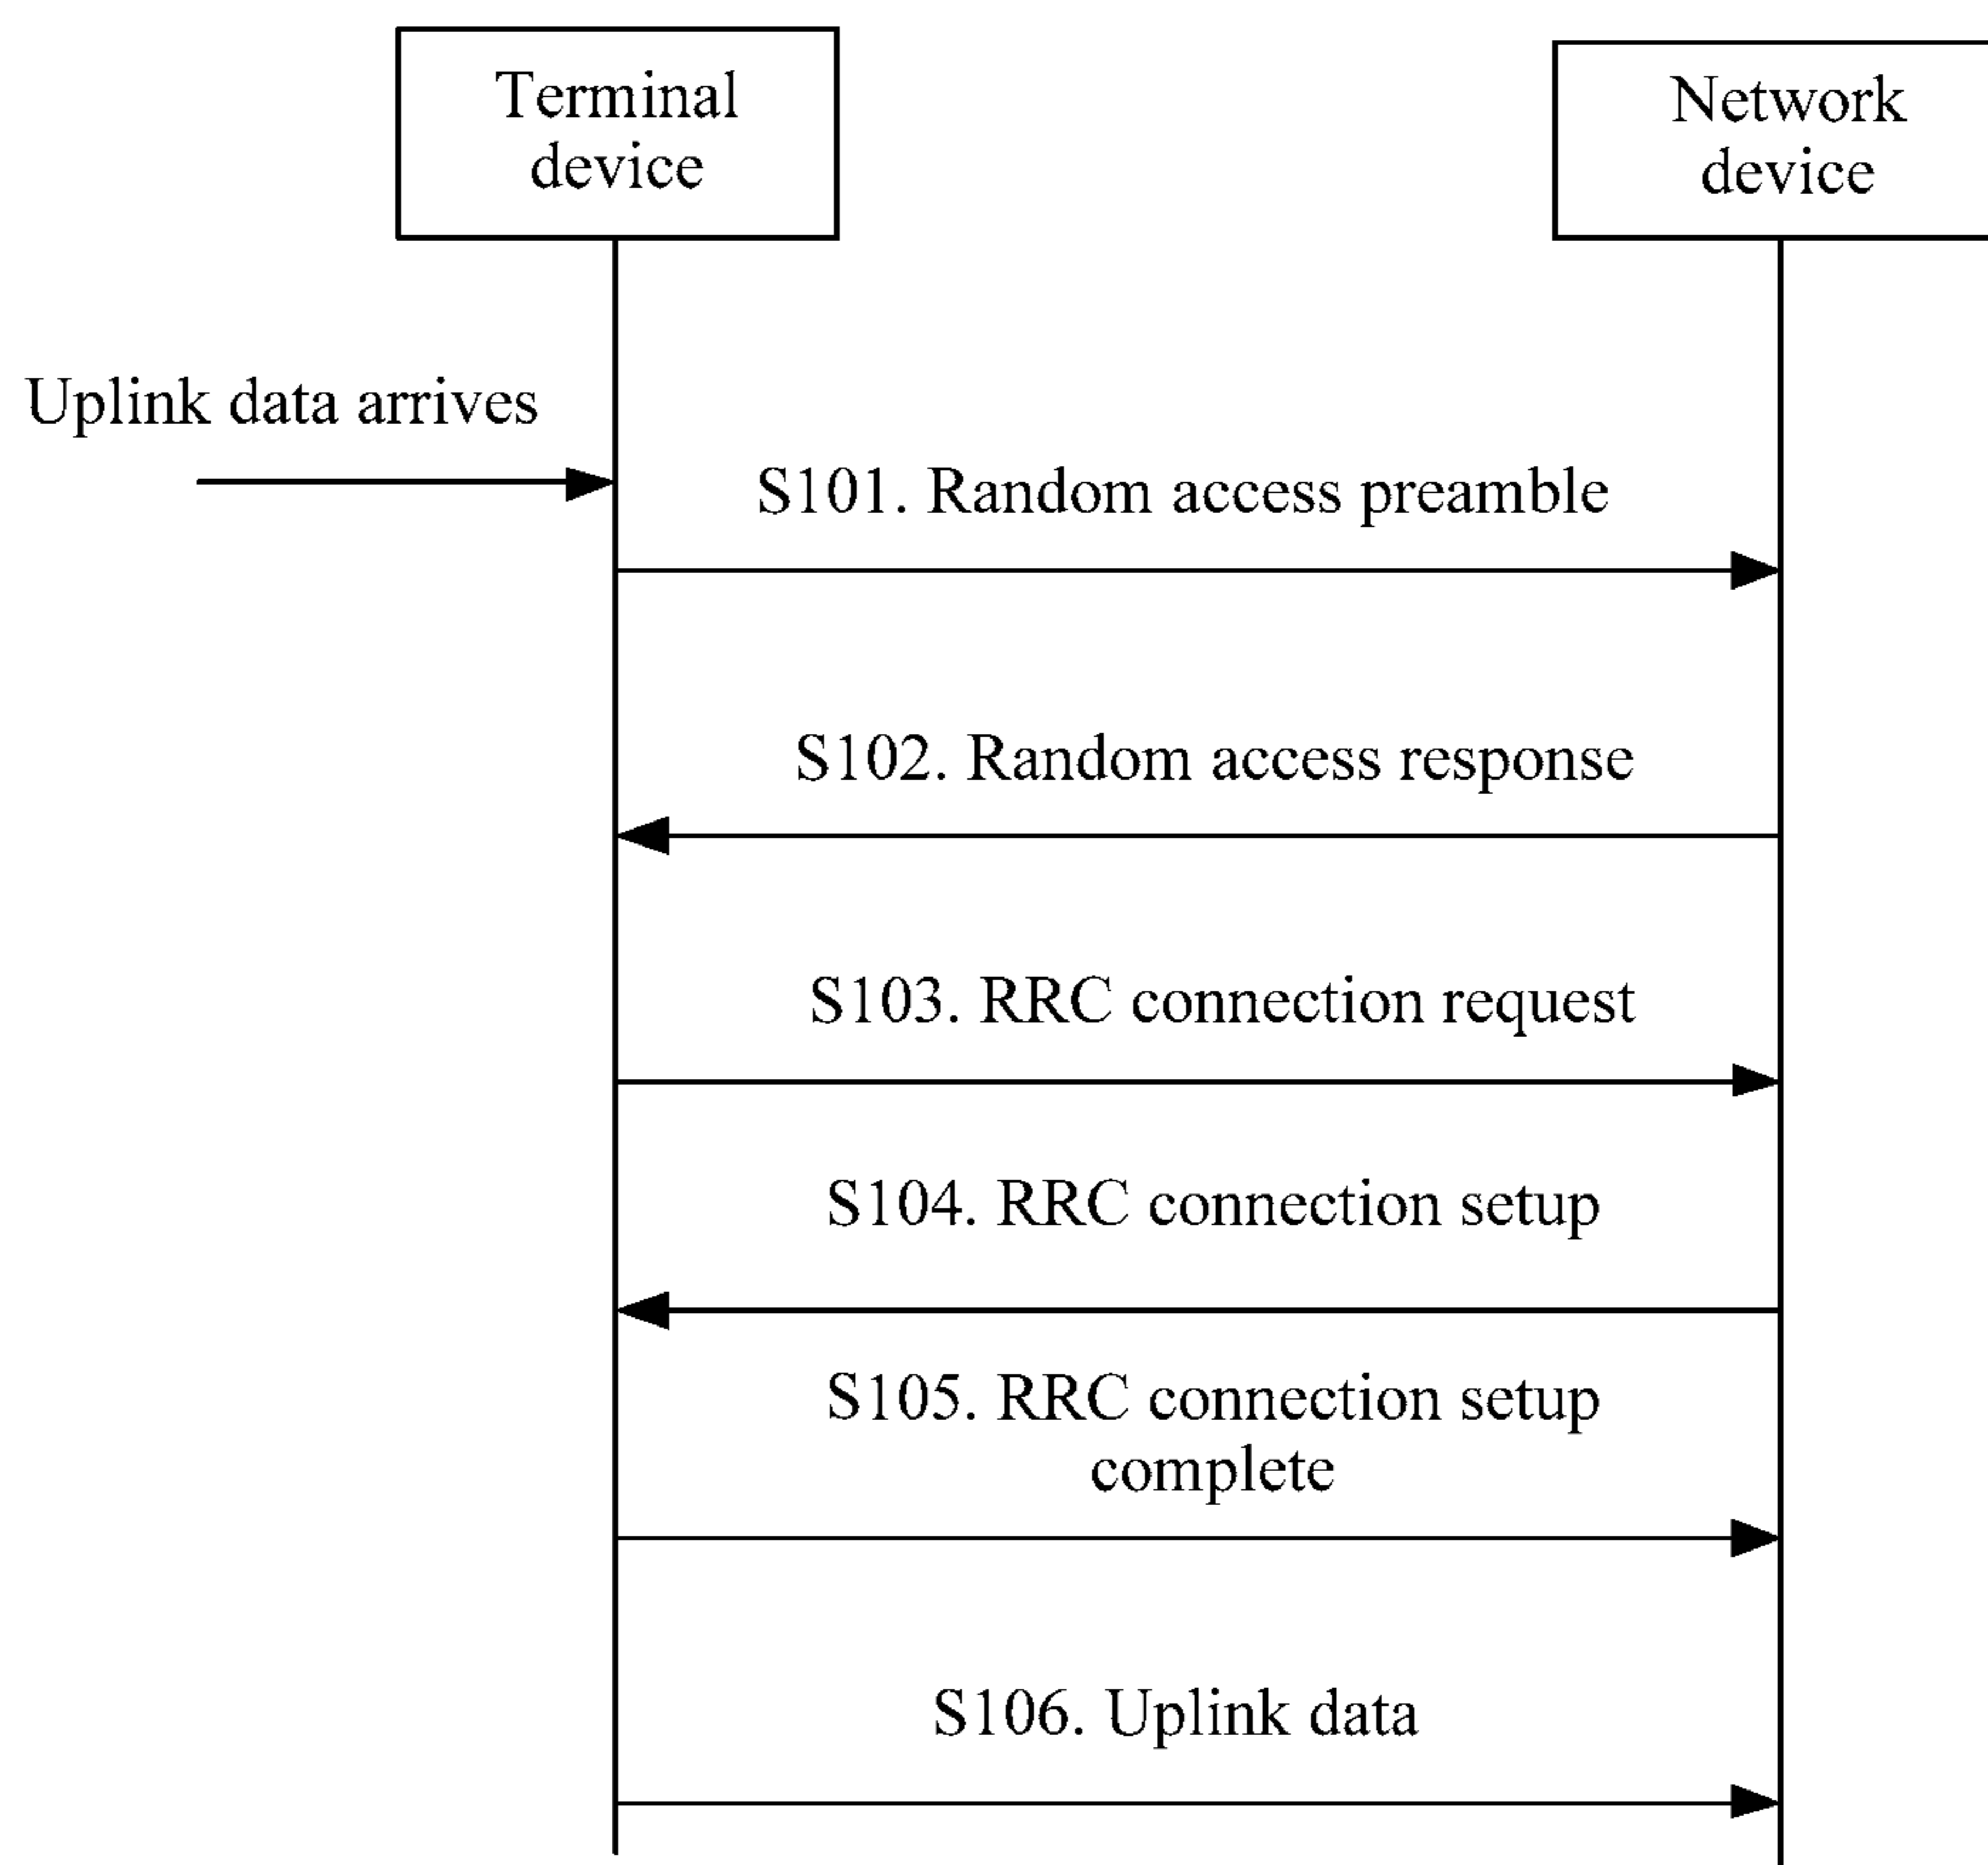 Terminal
device
Network
device
Uplink data arrives
S101. Random access preamble
S102. Random access response
S103. RRC connection request
S104. RRC connection setup
S105. RRC connection setup
complete
S106. Uplink data